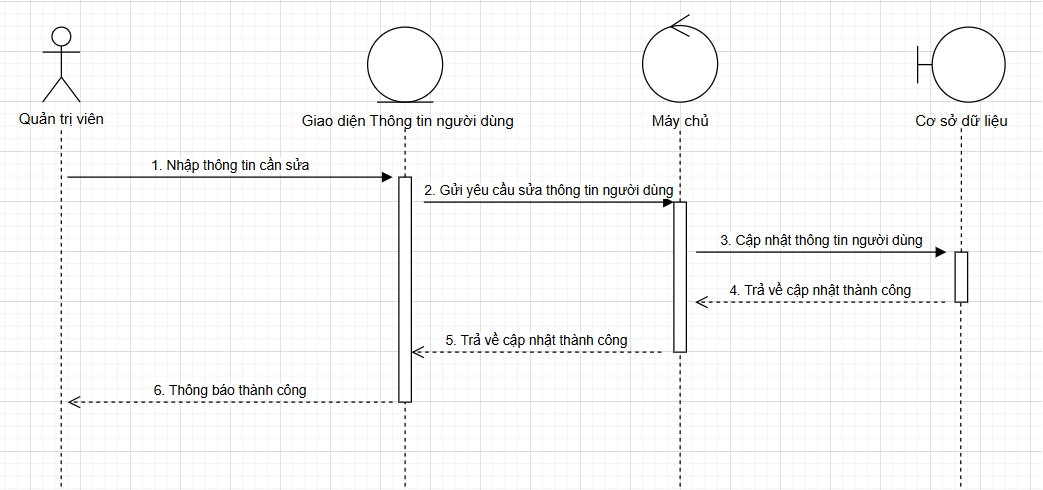 Quản trị viên
Giao diện Thông tin người dùng
Máy chủ
Cơ sở dữ liệu
1. Nhập thông tin cần sửa
2. Gửi yêu cầu sửa thông tin người dùng
3. Cập nhật thông tin người dùng
4. Trả về cập nhật thành công
5. Trả về cập nhật thành công
6. Thông báo thành công